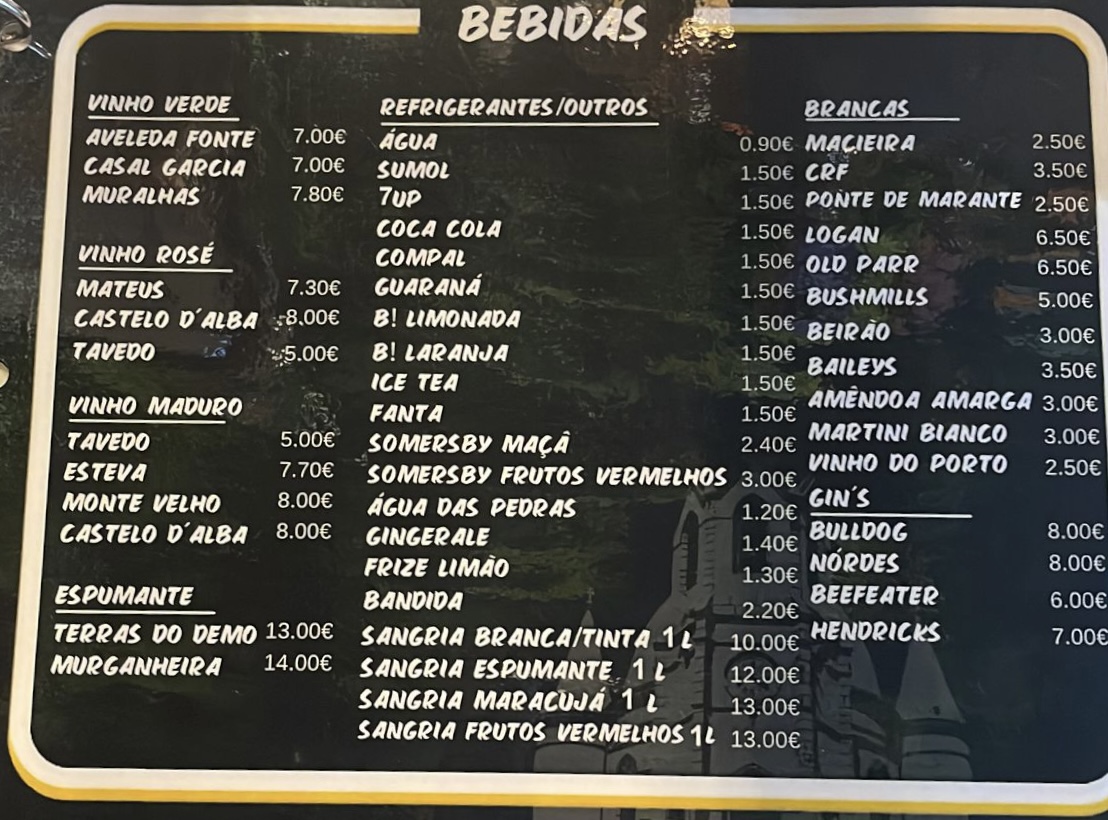 BEBIDAS
VINHO VERDE
AVELEDA FONTE 7.00€
CASAL GARCIA 7.00€
MURALHAS 7.80€
VINHO ROSÉ
MATEUS 7.30€
CASTELO D´ALBA 8.00€
TAVEDO 5.00€
VINHO MADURO
TAVEDO 5.00€
ESTEVA 7.70€
MONTE VELHO 8.00€
CASTELO D´ALBA 8.00€
ESPUMANTE
TERRAS DO DEMO 13.00€
MURGANHEIRA 14.00€
REFRIGERANTES/OUTROS
ÁGUA 0.90€
SUMOL 1.50€
7UP 1.50€
COCA COLA 1.50€
COMPAL 1.50€
GUARANÁ 1.50€
B! LIMONADA 1.50€
B! LARANJA 1.50€
ICE TEA 1.50€
FANTA 1.50€
SOMERSBY MAÇÂ 2.40€
SOMERSBY FRUTOS VERMELHOS 3.00€
ÁGUA DAS PEDRAS 1.20€
GINGERALE 1.40€
FRIZE LIMÃO 1.30€
BANDIDA 2.20€
SANGRIA BRANCA/TINTA 1 L 10.00€
SANGRIA ESPUMANTE 1 L 12.00€
SANGRIA MARACUJÁ 1 L 13.00€
SANGRIA FRUTOS VERMELHOS 1L 13.00€
BRANCAS
MACIEIRA 2.50€
CRF 3.50€
PONTE DE MARANTE 2.50€
LOGAN 6.50€
OLD PARR 6.50€
BUSHMILLS 5.00€
BEIRÃO 3.00€
BAILEYS 3.50€
AMÊNDOA AMARGA 3.00€
MARTINI BIANCO 3.00€
VINHO DO PORTO 2.50€
GIN´S
BULLDOG 8.00€
NÓRDES 8.00€
BEEFEATER 6.00€
HENDRICKS 7.00€